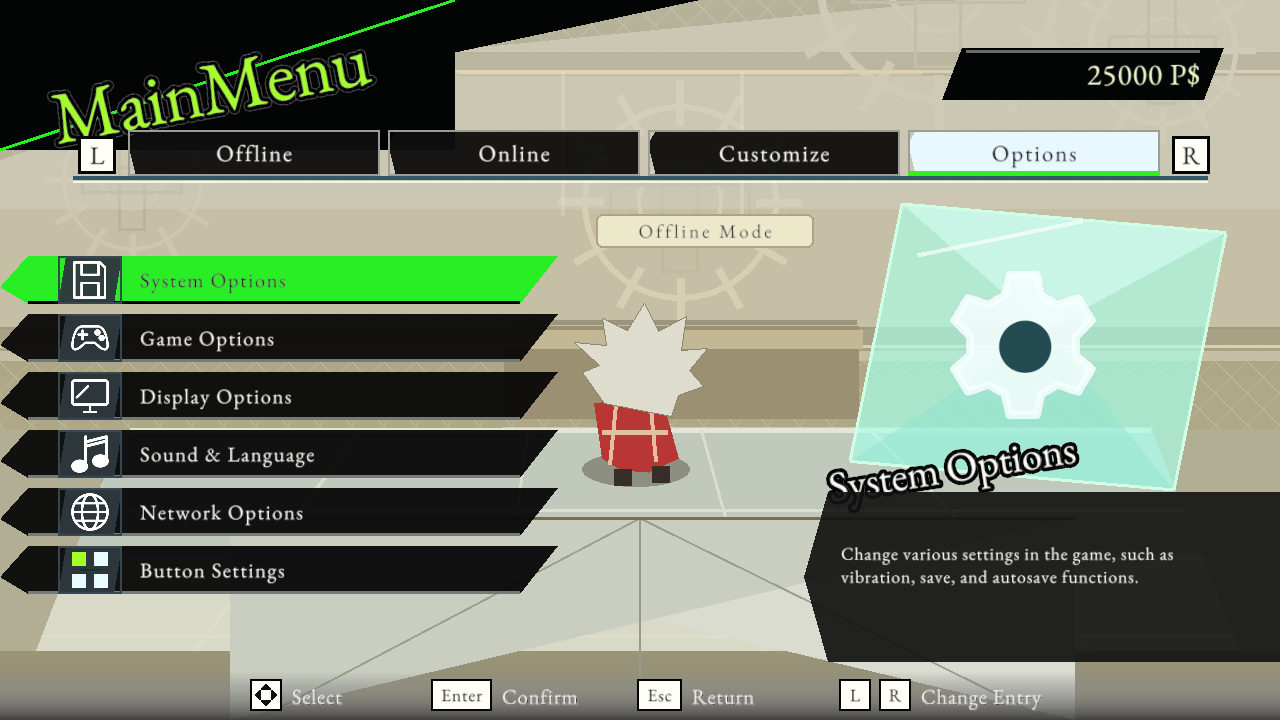 MainMenu
25000 P$
L Offline Online Customize Options R
Offline Mode
System Options
Game Options
Display Options
Sound & Language
Network Options
Button Settings
System Options
Change various settings in the game, such as
vibration, save, and autosave functions.
Select Enter Confirm Esc Return L R Change Entry